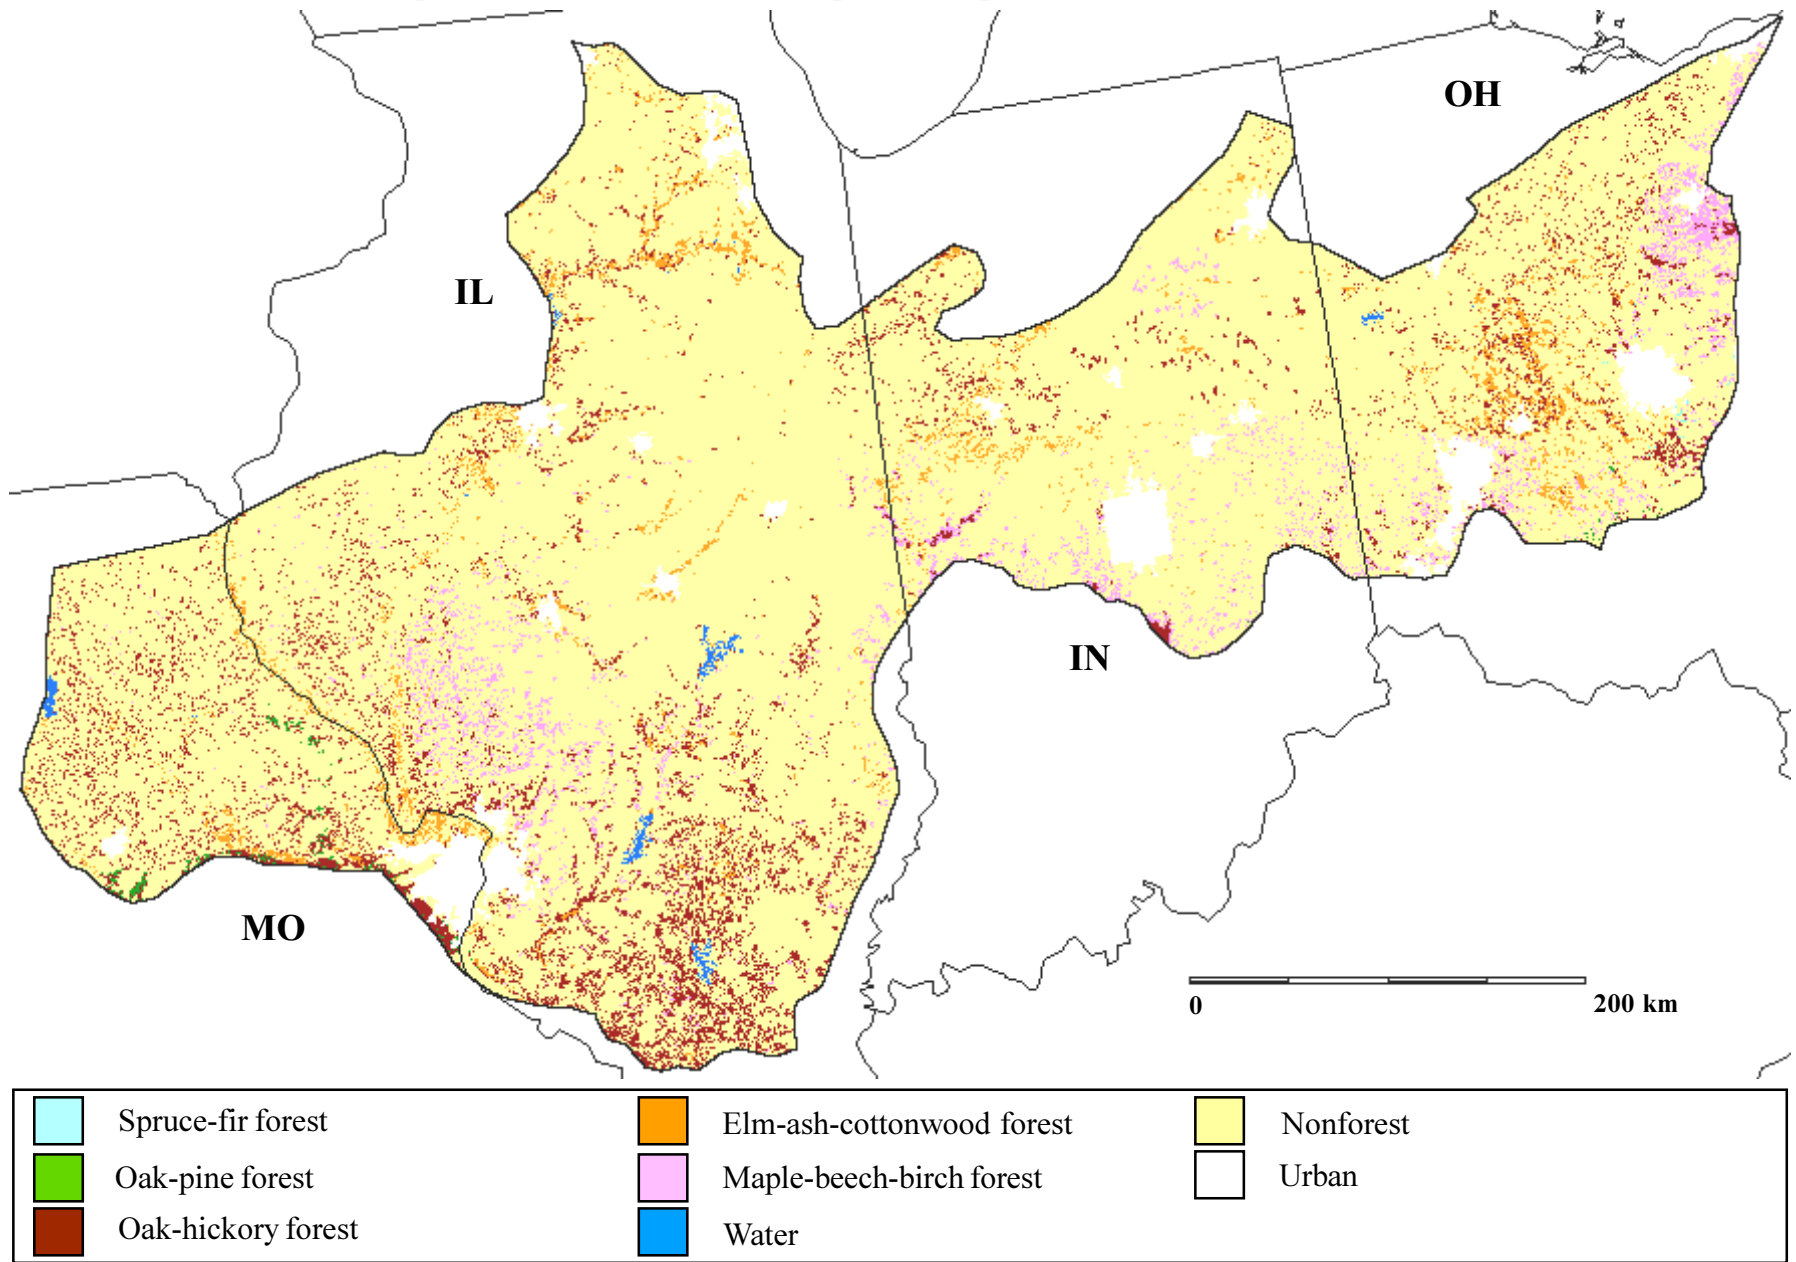 OH
IL
IN
MO
0
200 km
Spruce-fir forest
Elm-ash-cottonwood forest
Nonforest
Oak-pine forest
Maple-beech-birch forest
Urban
Oak-hickory forest
Water